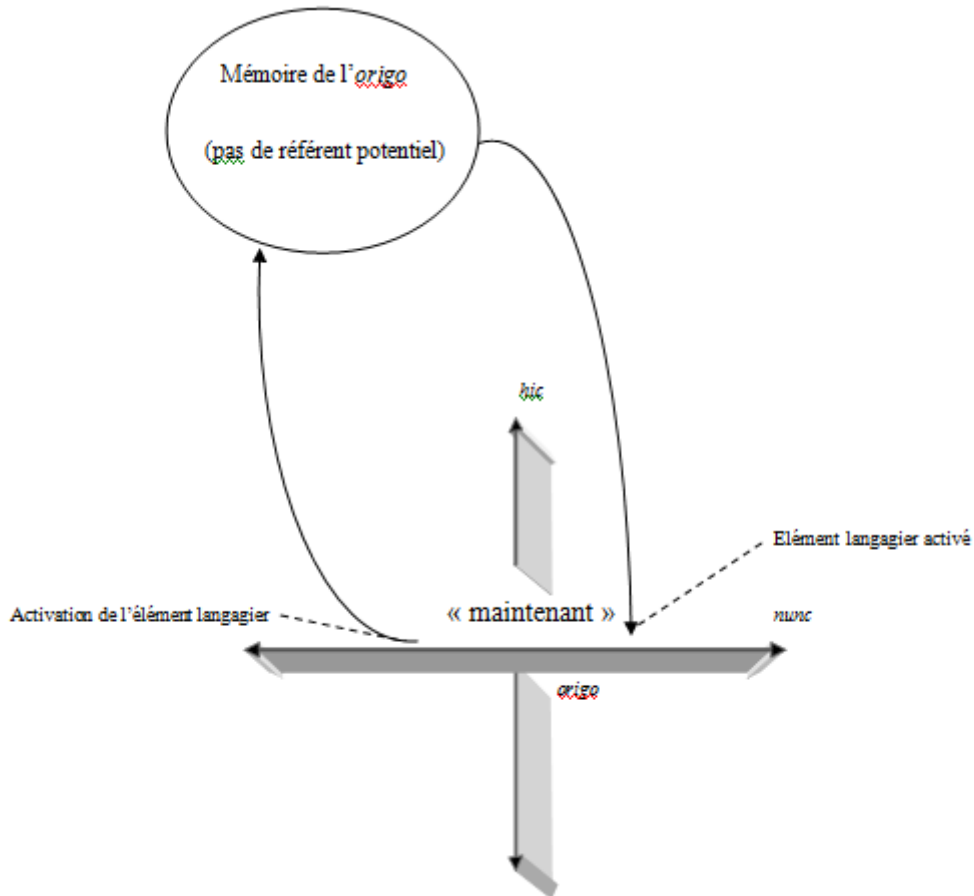 Mémoire de l’origo
(pas de référent potentiel)
hic
Elément langagier activé
Activation de l’élément langagier
« maintenant »
nunc
origo